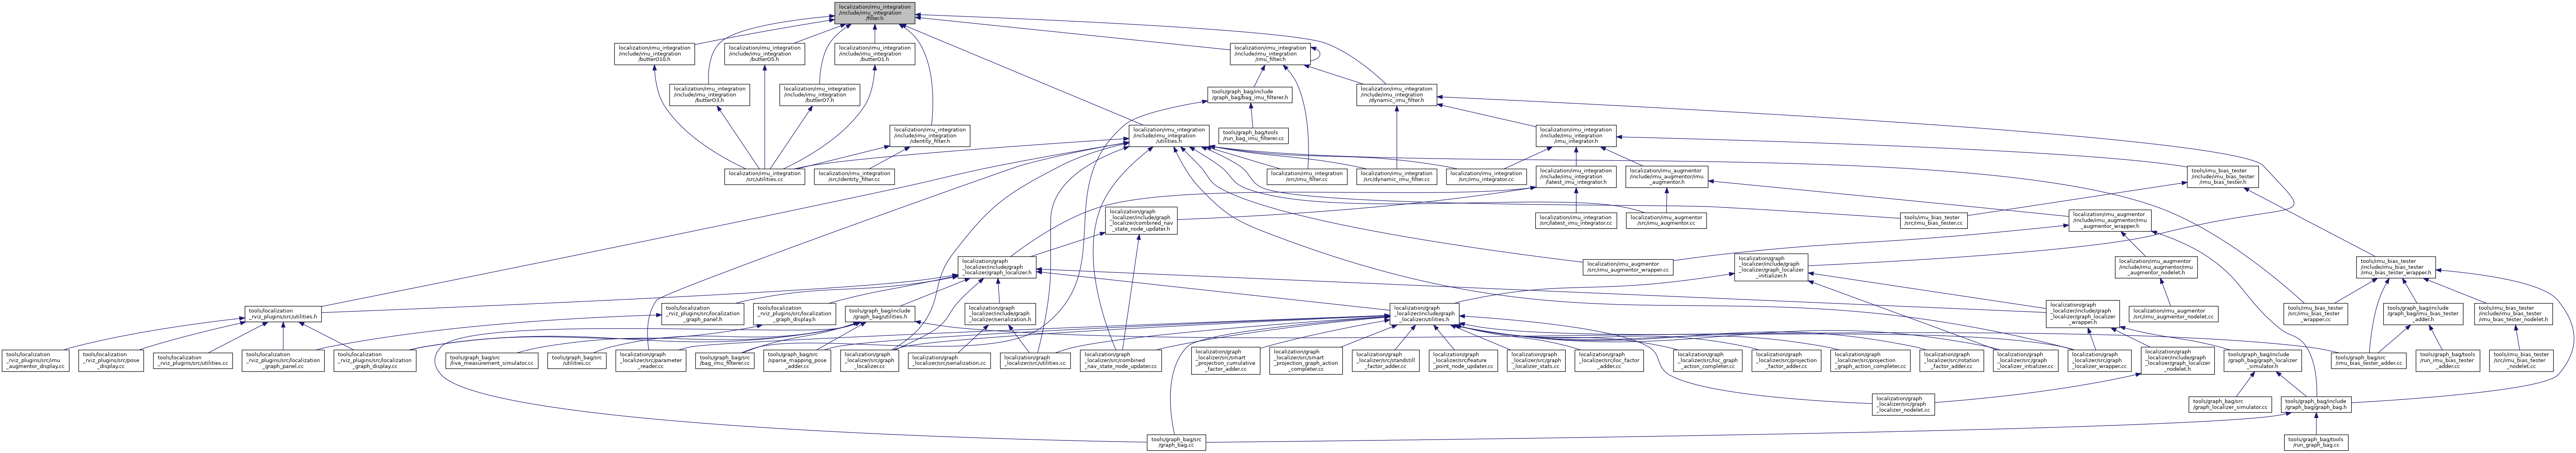 localization/imu_integration
/include/imu_integration
/filter.h
localization/imu_integration
/include/imu_integration
/butterO10.h
localization/imu_integration
/include/imu_integration
/butterO5.h
localization/imu_integration
/include/imu_integration
/butterO1.h
localization/imu_integration
/include/imu_integration
/imu_filter.h
localization/imu_integration
/include/imu_integration
/butterO3.h
localization/imu_integration
/include/imu_integration
/butterO7.h
tools/graph_bag/include
/graph_bag/bag_imu_filterer.h
localization/imu_integration
/include/imu_integration
/dynamic_imu_filter.h
localization/imu_integration
/include/imu_integration
/identity_filter.h
localization/imu_integration
/include/imu_integration
/utilities.h
tools/graph_bag/tools
/run_bag_imu_filterer.cc
localization/imu_integration
/include/imu_integration
/imu_integrator.h
localization/imu_integration
/src/utilities.cc
localization/imu_integration
/src/identity_filter.cc
localization/imu_integration
/src/imu_filter.cc
localization/imu_integration
/src/dynamic_imu_filter.cc
localization/imu_integration
/src/imu_integrator.cc
localization/imu_integration
/include/imu_integration
/latest_imu_integrator.h
localization/imu_augmentor
/include/imu_augmentor/imu
_augmentor.h
tools/imu_bias_tester
/include/imu_bias_tester
/imu_bias_tester.h
localization/graph
_localizer/include/graph
_localizer/combined_nav
_state_node_updater.h
localization/imu_integration
/src/latest_imu_integrator.cc
localization/imu_augmentor
/src/imu_augmentor.cc
tools/imu_bias_tester
/src/imu_bias_tester.cc
localization/imu_augmentor
/include/imu_augmentor/imu
_augmentor_wrapper.h
localization/graph
_localizer/include/graph
_localizer/graph_localizer.h
localization/imu_augmentor
/src/imu_augmentor_wrapper.cc
localization/graph
_localizer/include/graph
_localizer/graph_localizer
_initializer.h
localization/imu_augmentor
/include/imu_augmentor/imu
_augmentor_nodelet.h
tools/imu_bias_tester
/include/imu_bias_tester
/imu_bias_tester_wrapper.h
tools/localization
_rviz_plugins/src/utilities.h
tools/localization
_rviz_plugins/src/localization
_graph_panel.h
tools/localization
_rviz_plugins/src/localization
_graph_display.h
tools/graph_bag/include
/graph_bag/utilities.h
localization/graph
_localizer/include/graph
_localizer/serialization.h
localization/graph
_localizer/include/graph
_localizer/utilities.h
localization/graph
_localizer/include/graph
_localizer/graph_localizer
_wrapper.h
localization/imu_augmentor
/src/imu_augmentor_nodelet.cc
tools/imu_bias_tester
/src/imu_bias_tester
_wrapper.cc
tools/graph_bag/include
/graph_bag/imu_bias_tester
_adder.h
tools/imu_bias_tester
/include/imu_bias_tester
/imu_bias_tester_nodelet.h
tools/localization
_rviz_plugins/src/imu
_augmentor_display.cc
tools/localization
_rviz_plugins/src/pose
_display.cc
tools/localization
_rviz_plugins/src/utilities.cc
tools/localization
_rviz_plugins/src/localization
_graph_panel.cc
tools/localization
_rviz_plugins/src/localization
_graph_display.cc
tools/graph_bag/src
/live_measurement_simulator.cc
tools/graph_bag/src
/utilities.cc
localization/graph
_localizer/src/parameter
_reader.cc
tools/graph_bag/src
/bag_imu_filterer.cc
tools/graph_bag/src
/sparse_mapping_pose
_adder.cc
localization/graph
_localizer/src/graph
_localizer.cc
localization/graph
_localizer/src/serialization.cc
localization/graph
_localizer/src/utilities.cc
localization/graph
_localizer/src/combined
_nav_state_node_updater.cc
localization/graph
_localizer/src/smart
_projection_cumulative
_factor_adder.cc
localization/graph
_localizer/src/smart
_projection_graph_action
_completer.cc
localization/graph
_localizer/src/standstill
_factor_adder.cc
localization/graph
_localizer/src/feature
_point_node_updater.cc
localization/graph
_localizer/src/graph
_localizer_stats.cc
localization/graph
_localizer/src/loc_factor
_adder.cc
localization/graph
_localizer/src/loc_graph
_action_completer.cc
localization/graph
_localizer/src/projection
_factor_adder.cc
localization/graph
_localizer/src/projection
_graph_action_completer.cc
localization/graph
_localizer/src/rotation
_factor_adder.cc
localization/graph
_localizer/src/graph
_localizer_intializer.cc
localization/graph
_localizer/src/graph
_localizer_wrapper.cc
localization/graph
_localizer/include/graph
_localizer/graph_localizer
_nodelet.h
tools/graph_bag/include
/graph_bag/graph_localizer
_simulator.h
tools/graph_bag/src
/imu_bias_tester_adder.cc
tools/graph_bag/tools
/run_imu_bias_tester
_adder.cc
tools/imu_bias_tester
/src/imu_bias_tester
_nodelet.cc
localization/graph
_localizer/src/graph
_localizer_nodelet.cc
tools/graph_bag/src
/graph_localizer_simulator.cc
tools/graph_bag/include
/graph_bag/graph_bag.h
tools/graph_bag/src
/graph_bag.cc
tools/graph_bag/tools
/run_graph_bag.cc